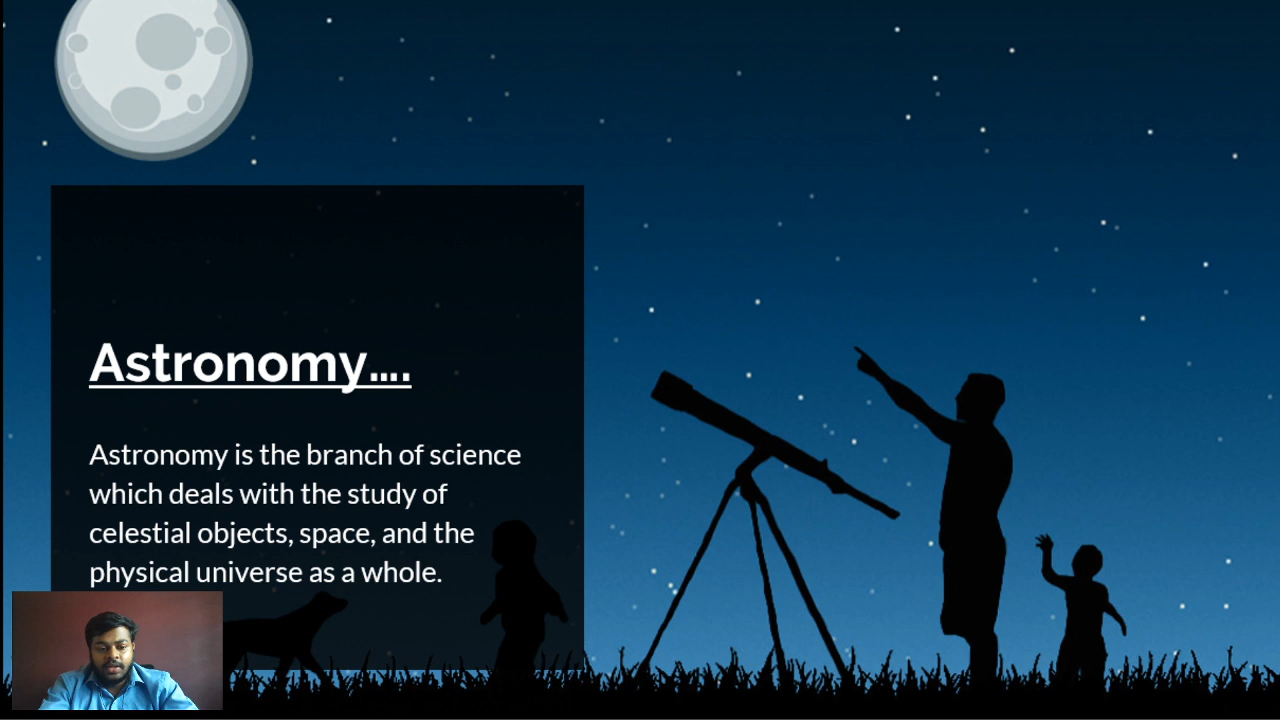 Astronomy....
Astronomy is the branch of science
which deals with the study of
celestial objects, space, and the
physical universe as a whole.